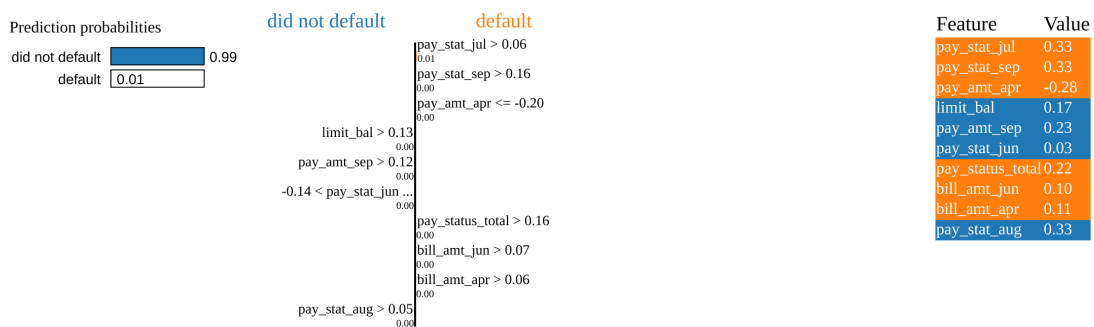 Prediction probabilities
did not default 0.99
default 0.01
did not default default
pay_stat_jul > 0.06
0.01
pay_stat_sep > 0.16
0.00
pay_amt_apr <= -0.20
0.00
limit_bal > 0.13
0.00
pay_amt_sep > 0.12
0.00
-0.14 < pay_stat_jun ...
0.00
pay_status_total > 0.16
0.00
bill_amt_jun > 0.07
0.00
bill_amt_apr > 0.06
0.00
pay_stat_aug > 0.05
0.00
Feature Value
pay_stat_jul 0.33
pay_stat_sep 0.33
pay_amt_apr -0.28
limit_bal 0.17
pay_amt_sep 0.23
pay_stat_jun 0.03
pay_status_total 0.22
bill_amt_jun 0.10
bill_amt_apr 0.11
pay_stat_aug 0.33